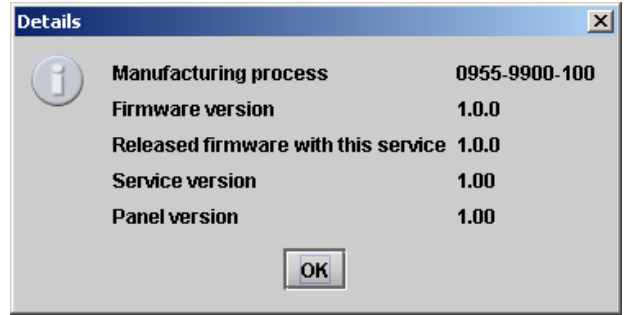 Details
Manufacturing process 0955-9900-100
Firmware version 1.0.0
Released firmware with this service 1.0.0
Service version 1.00
Panel version 1.00
OK